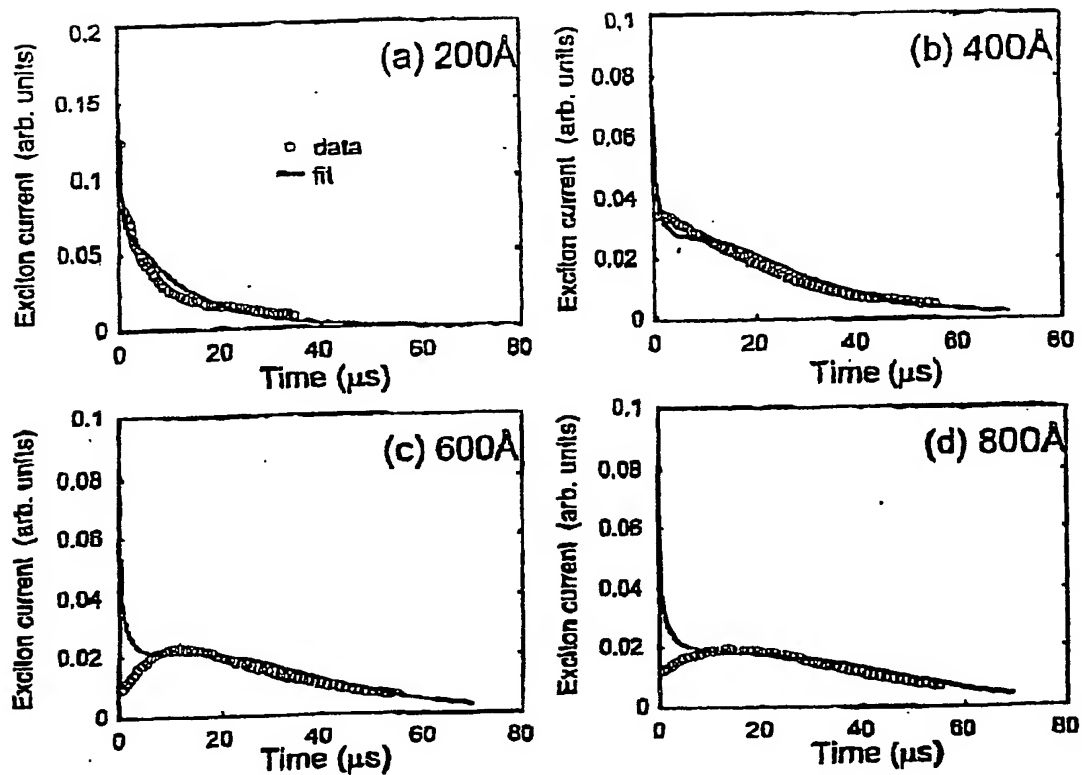 Exciton current (arb. units)
0.2
0.15
0.1
0.05
0
(a) 200Å
data
fit
0 20 40 60 80
Time (μs)
Exciton current (arb. units)
0.1
0.08
0.06
0.04
0.02
0
(b) 400Å
0 20 40 60 80
Time (μs)
Exciton current (arb. units)
0.1
0.08
0.06
0.04
0.02
0
(c) 600Å
0 20 40 60 80
Time (μs)
Exciton current (arb. units)
0.1
0.08
0.06
0.04
0.02
0
(d) 800Å
0 20 40 60 80
Time (μs)